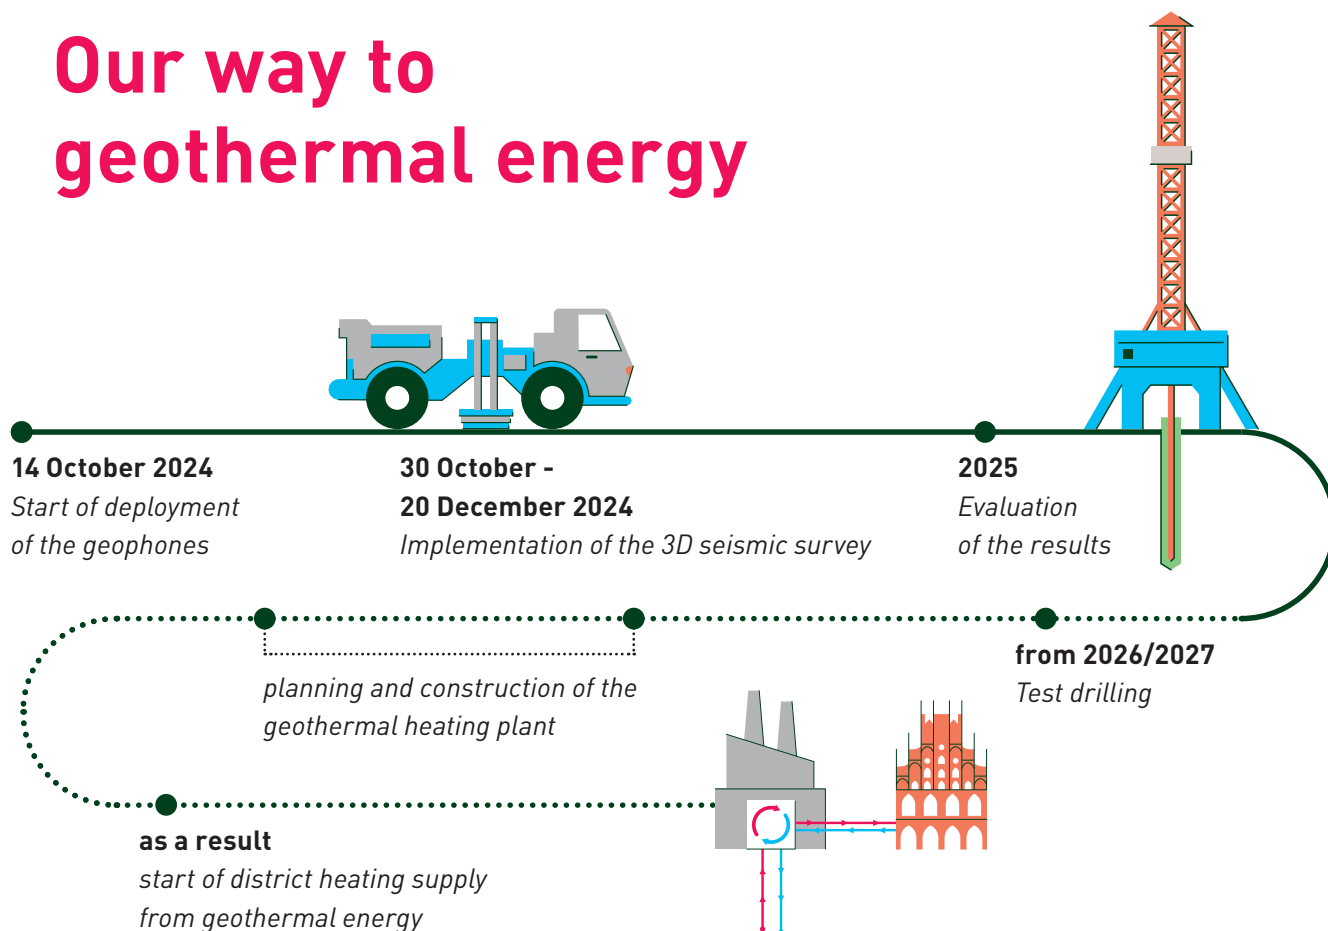 Our way to
geothermal energy
14 October 2024
Start of deployment
of the geophones
30 October -
20 December 2024
Implementation of the 3D seismic survey
2025
Evaluation
of the results
from 2026/2027
Test drilling
planning and construction of the
geothermal heating plant
as a result
start of district heating supply
from geothermal energy